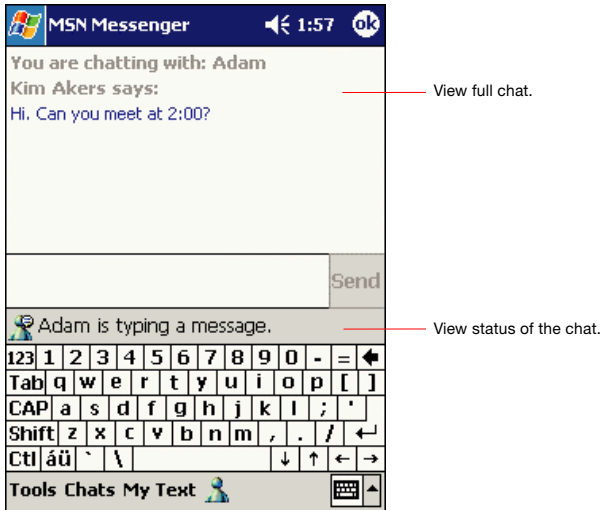 MSN Messenger 1:57 ok
You are chatting with: Adam
Kim Akers says:
Hi. Can you meet at 2:00?
View full chat.
Send
Adam is typing a message.
View status of the chat.
123 1 2 3 4 5 6 7 8 9 0 - =
Tab q w e r t y u i o p [ ]
CAP a s d f g h j k l ; '
Shift z x c v b n m , . /
Ctl áü ` \ ↓ ↑ ← →
Tools Chats My Text